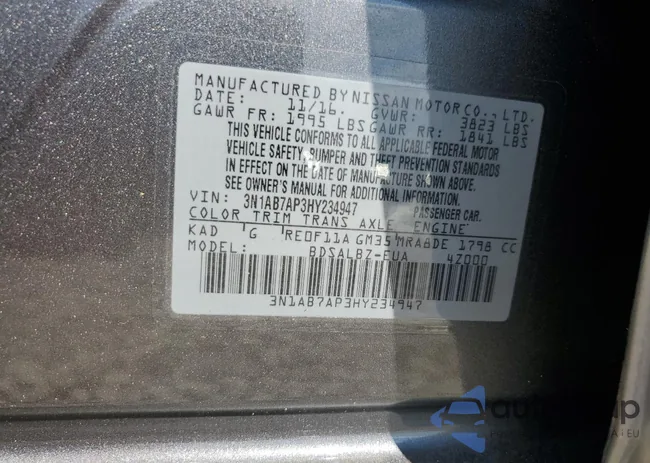 MANUFACTURED BY NISSAN MOTOR CO., LTD.
DATE: 11/16. GVWR: 3823 LBS
GAWR FR: 1995 LBS GAWR RR: 1841 LBS
THIS VEHICLE CONFORMS TO ALL APPLICABLE FEDERAL MOTOR
VEHICLE SAFETY, BUMPER AND THEFT PREVENTION STANDARDS
IN EFFECT ON THE DATE OF MANUFACTURE SHOWN ABOVE.
SEE OWNER'S MANUAL FOR ADDITIONAL INFORMATION.
VIN: 3N1AB7AP3HY234947 PASSENGER CAR.
COLOR TRIM TRANS AXLE ENGINE
KAD G RE0F11A GM35 MRA8DE 1798 CC
MODEL: BDSALBZ-EUA 4Z000
3N1AB7AP3HY234947